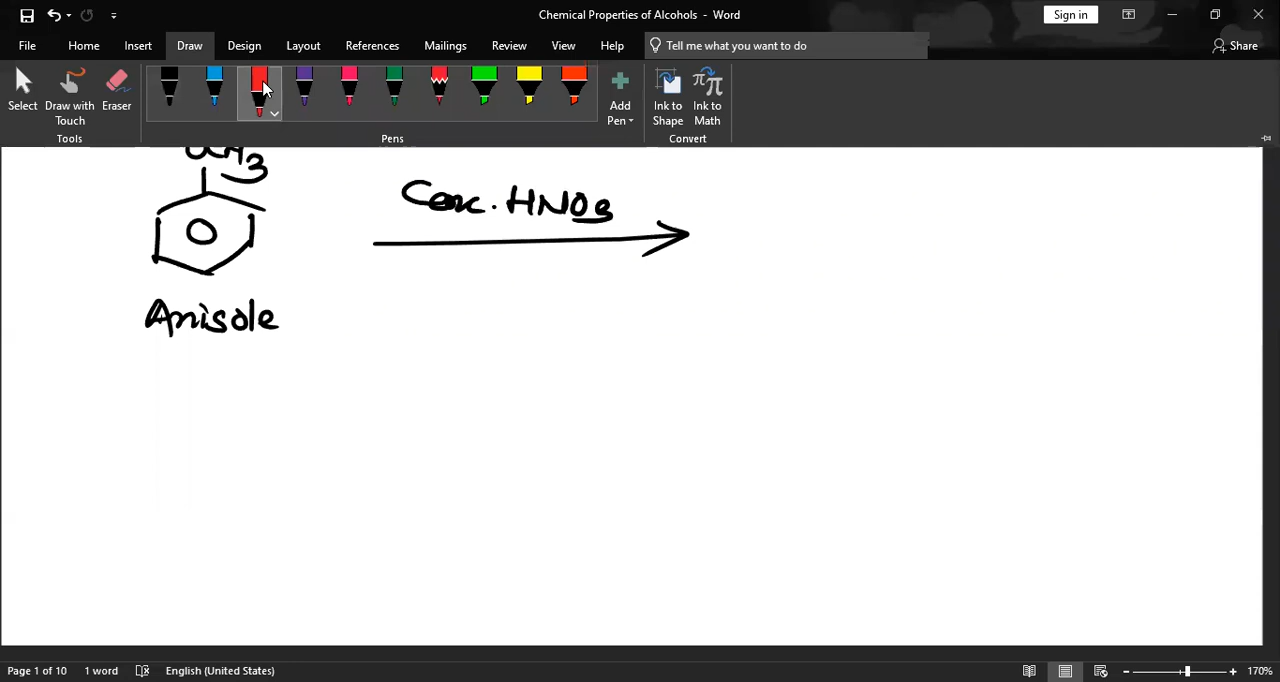 Chemical Properties of Alcohols - Word
Sign in
File Home Insert Draw Design Layout References Mailings Review View Help Tell me what you want to do Share
Select Draw with Touch Eraser Add Pen Ink to Shape Ink to Math
Tools Pens Convert
OCH3
Conc. HNO3
Anisole
Page 1 of 10 1 word English (United States) 170%